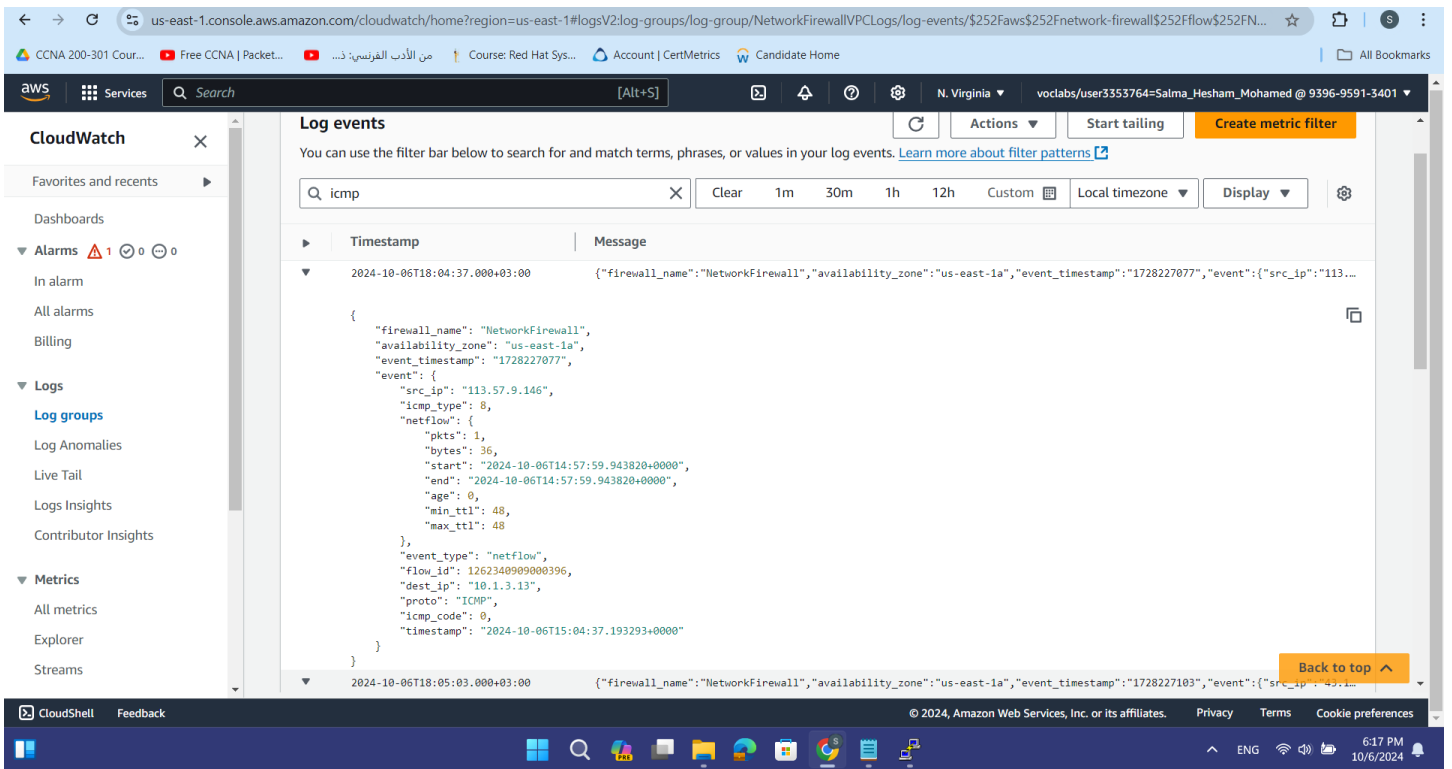 us-east-1.console.aws.amazon.com/cloudwatch/home?region=us-east-1#logsV2:log-groups/log-group/NetworkFirewallVPCLogs/log-events/$252Faws$252Fnetwork-firewall$252Fflow$252FN...
S
CCNA 200-301 Cour...
Free CCNA | Packet...
من الأدب الفرنسي: ذ...
Course: Red Hat Sys...
Account | CertMetrics
Candidate Home
All Bookmarks
aws
Services
Search
[Alt+S]
N. Virginia
voclabs/user3353764=Salma_Hesham_Mohamed @ 9396-9591-3401
CloudWatch
Favorites and recents
Dashboards
Alarms 1 0 0
In alarm
All alarms
Billing
Logs
Log groups
Log Anomalies
Live Tail
Logs Insights
Contributor Insights
Metrics
All metrics
Explorer
Streams
Log events
Actions
Start tailing
Create metric filter
You can use the filter bar below to search for and match terms, phrases, or values in your log events. Learn more about filter patterns
icmp
Clear
1m
30m
1h
12h
Custom
Local timezone
Display
Timestamp
Message
2024-10-06T18:04:37.000+03:00
{"firewall_name":"NetworkFirewall","availability_zone":"us-east-1a","event_timestamp":"1728227077","event":{"src_ip":"113....
{
"firewall_name": "NetworkFirewall",
"availability_zone": "us-east-1a",
"event_timestamp": "1728227077",
"event": {
"src_ip": "113.57.9.146",
"icmp_type": 8,
"netflow": {
"pkts": 1,
"bytes": 36,
"start": "2024-10-06T14:57:59.943820+0000",
"end": "2024-10-06T14:57:59.943820+0000",
"age": 0,
"min_ttl": 48,
"max_ttl": 48
},
"event_type": "netflow",
"flow_id": 1262340909000396,
"dest_ip": "10.1.3.13",
"proto": "ICMP",
"icmp_code": 0,
"timestamp": "2024-10-06T15:04:37.193293+0000"
}
}
Back to top
2024-10-06T18:05:03.000+03:00
{"firewall_name":"NetworkFirewall","availability_zone":"us-east-1a","event_timestamp":"1728227103","event":{"src_ip":"43.1...
CloudShell
Feedback
© 2024, Amazon Web Services, Inc. or its affiliates.
Privacy
Terms
Cookie preferences
PRE
S
ENG
6:17 PM
10/6/2024